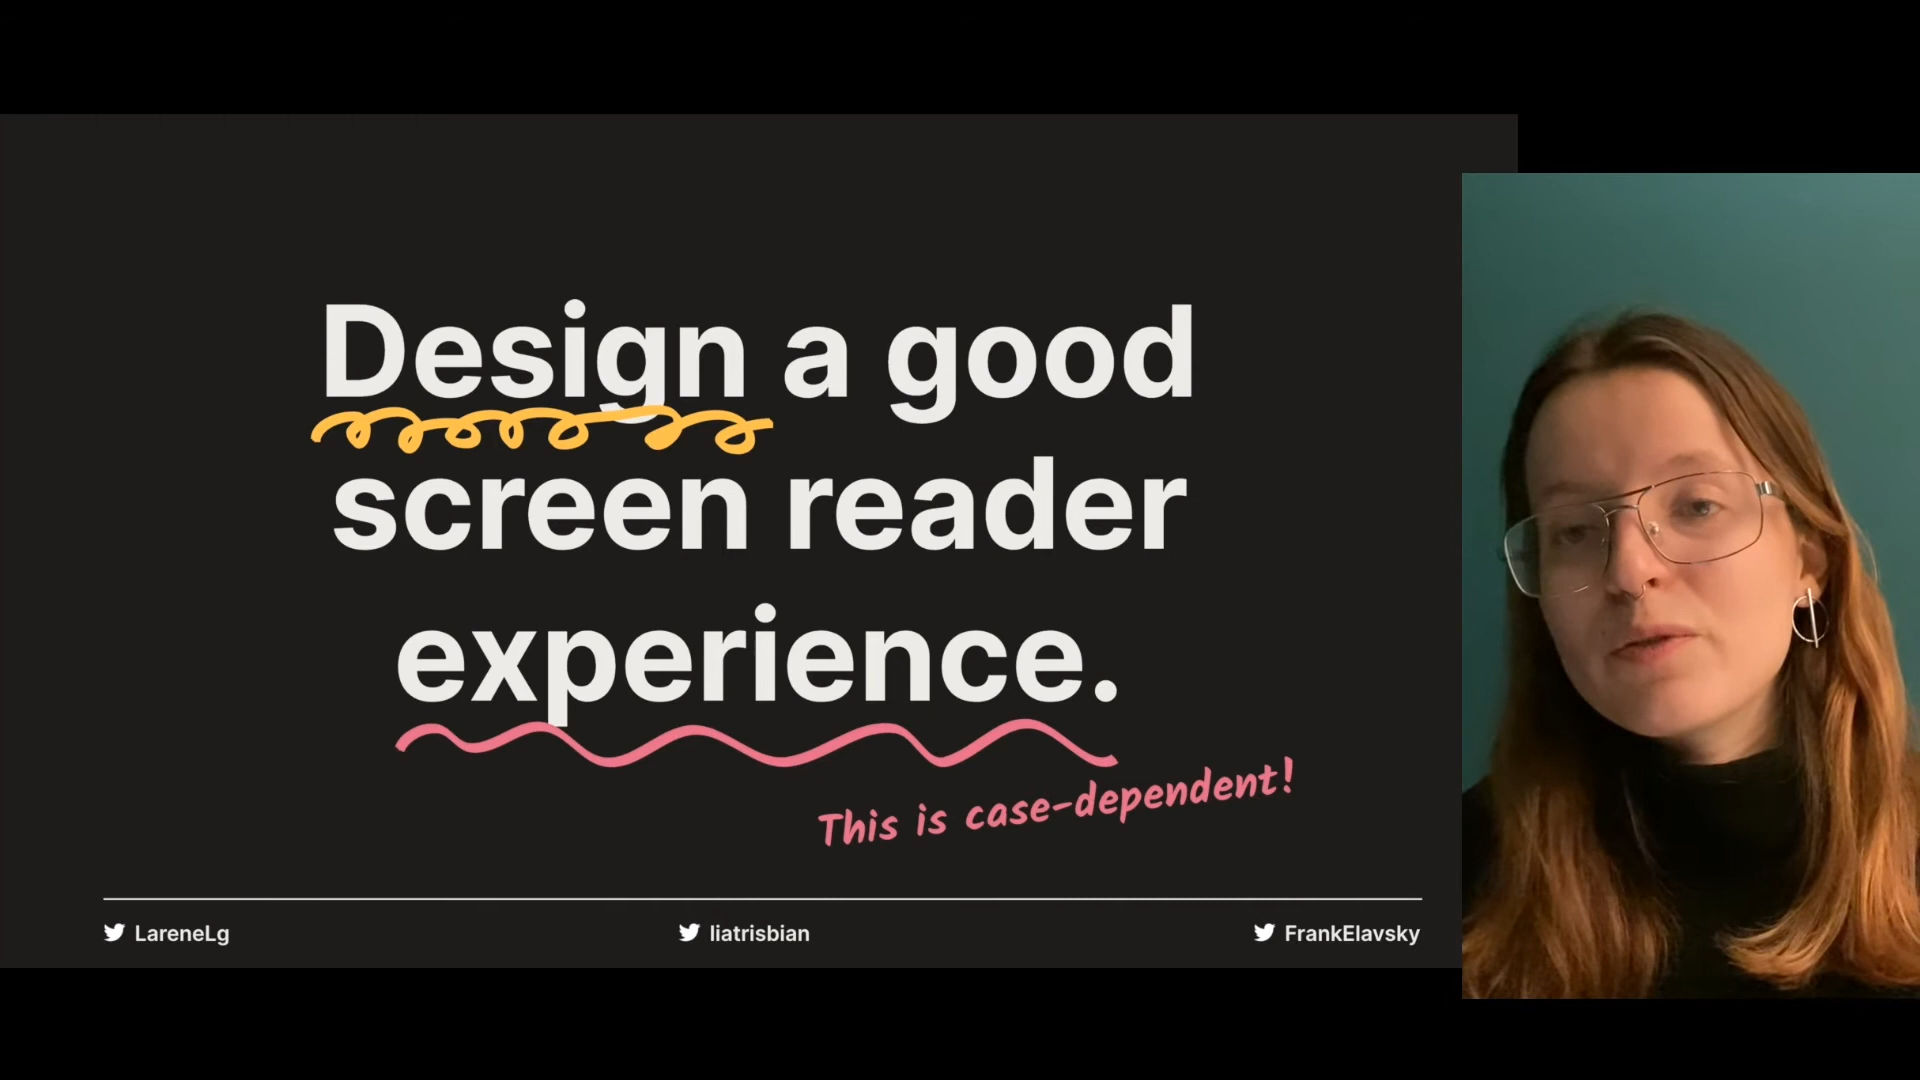 Design a good
screen reader
experience.
This is case-dependent!
LareneLg
liatrisbian
FrankElavsky